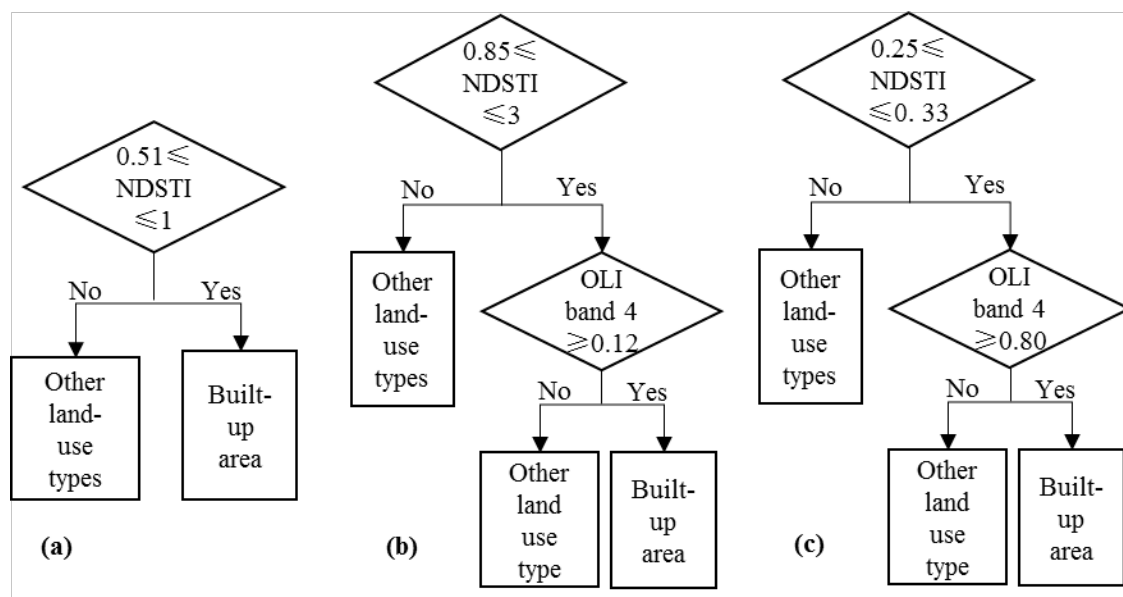 0.51≤
NDSTI
≤1
No
Yes
Other
land-
use
types
Built-
up
area
(a)
0.85≤
NDSTI
≤3
No
Yes
Other
land-
use
types
OLI
band 4
≥0.12
No
Yes
Other
land
use
type
Built-
up
area
(b)
0.25≤
NDSTI
≤0. 33
No
Yes
Other
land-
use
types
OLI
band 4
≥0.80
No
Yes
Other
land
use
type
Built-
up
area
(c)